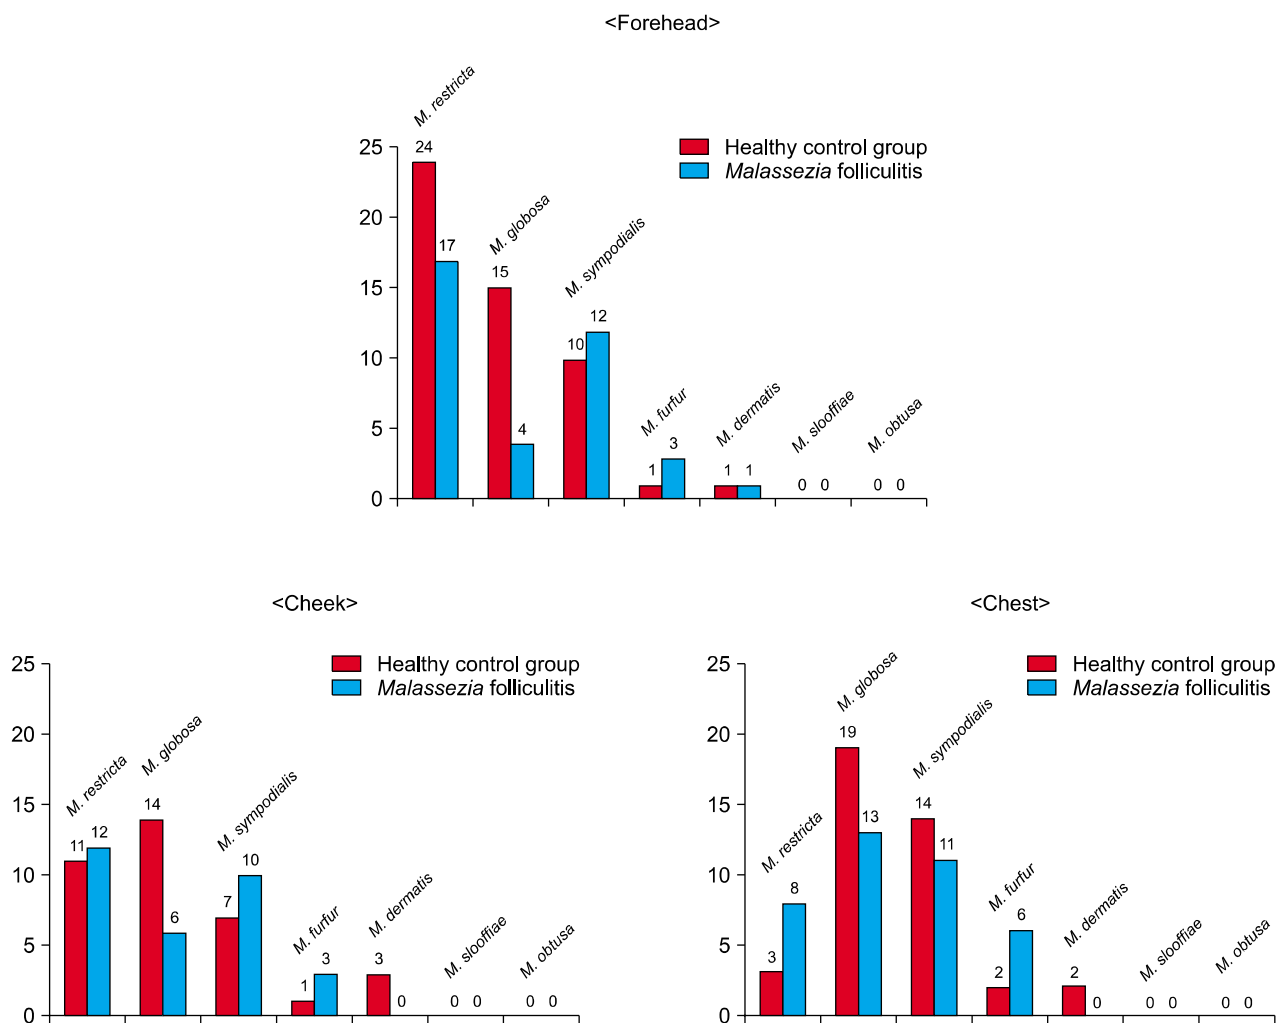 <Forehead>
M. restricta
M. globosa
M. sympodialis
M. furfur
M. dermatis
M. slooffiae
M. obtusa
Healthy control group
Malassezia folliculitis
25
20
15
10
5
0
24
17
15
4
10
12
1
3
1
1
0
0
0
0
<Cheek>
Healthy control group
Malassezia folliculitis
M. restricta
M. globosa
M. sympodialis
M. furfur
M. dermatis
M. slooffiae
M. obtusa
25
20
15
10
5
0
11
12
14
6
7
10
1
3
3
0
0
0
0
0
<Chest>
Healthy control group
Malassezia folliculitis
M. restricta
M. globosa
M. sympodialis
M. furfur
M. dermatis
M. slooffiae
M. obtusa
25
20
15
10
5
0
3
8
19
13
14
11
2
6
2
0
0
0
0
0